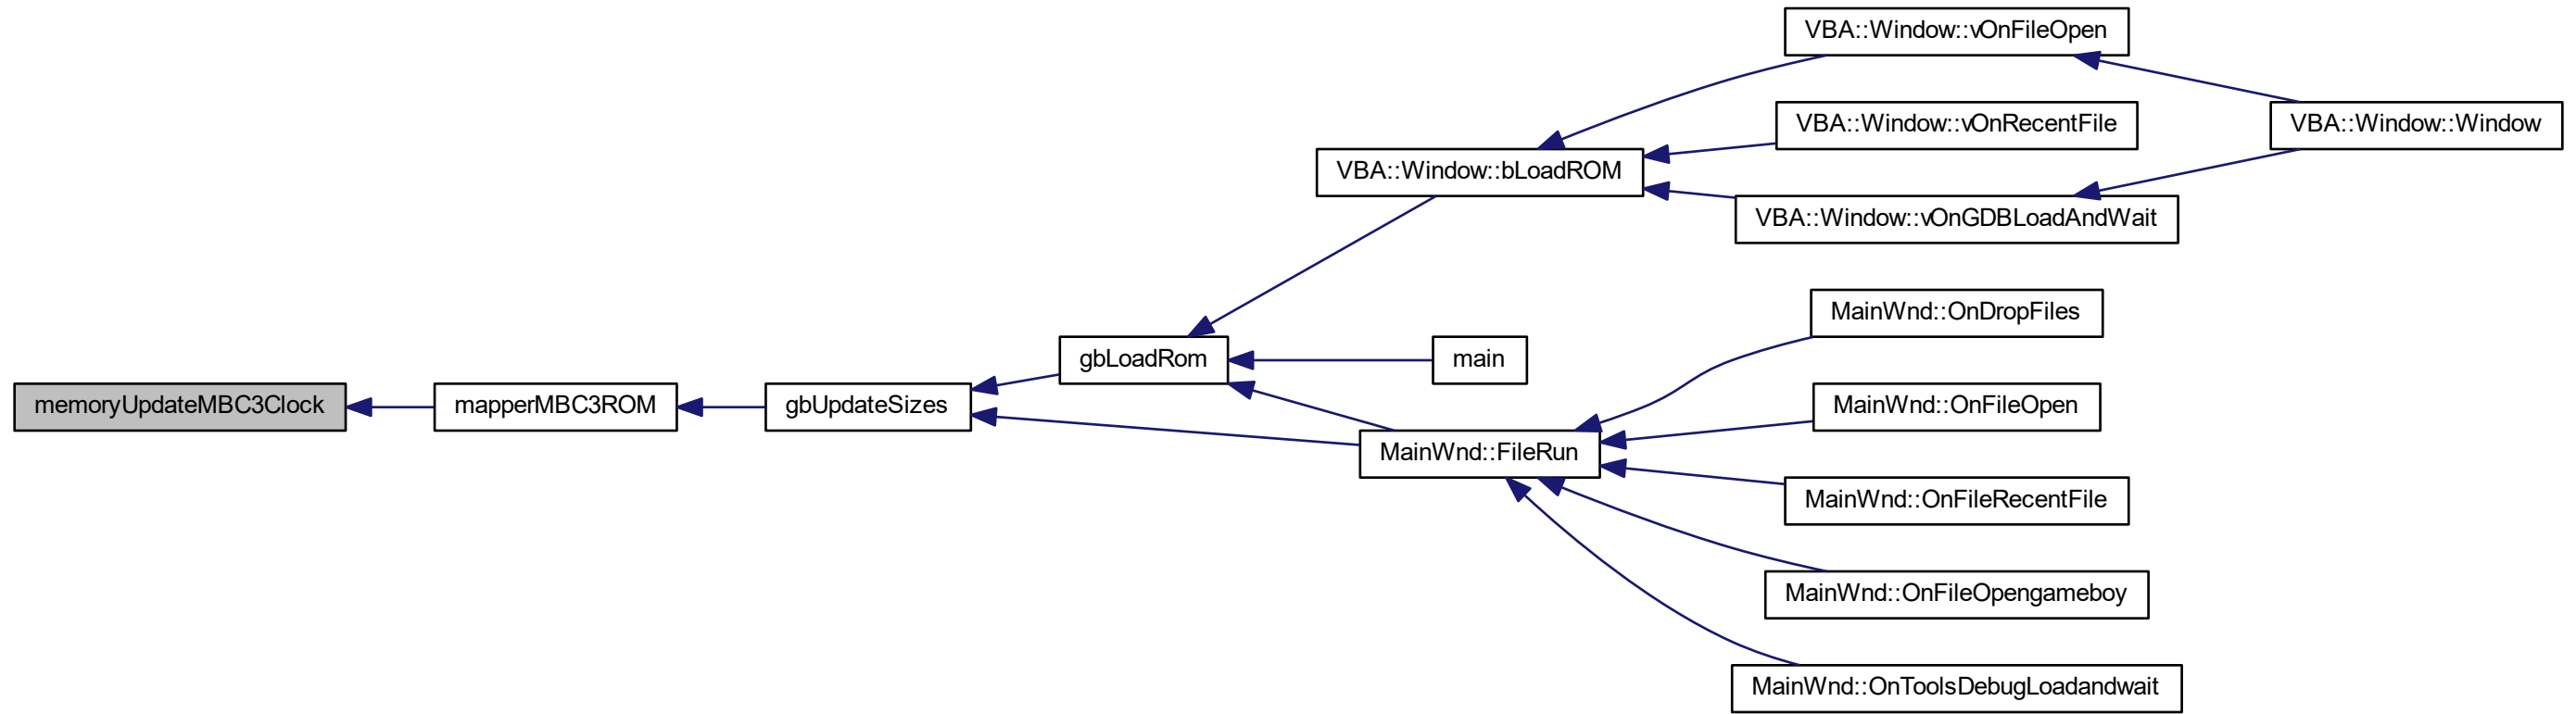 VBA::Window::vOnFileOpen
VBA::Window::vOnRecentFile
VBA::Window::Window
VBA::Window::bLoadROM
VBA::Window::vOnGDBLoadAndWait
MainWnd::OnDropFiles
gbLoadRom
main
memoryUpdateMBC3Clock
mapperMBC3ROM
gbUpdateSizes
MainWnd::OnFileOpen
MainWnd::FileRun
MainWnd::OnFileRecentFile
MainWnd::OnFileOpengameboy
MainWnd::OnToolsDebugLoadandwait